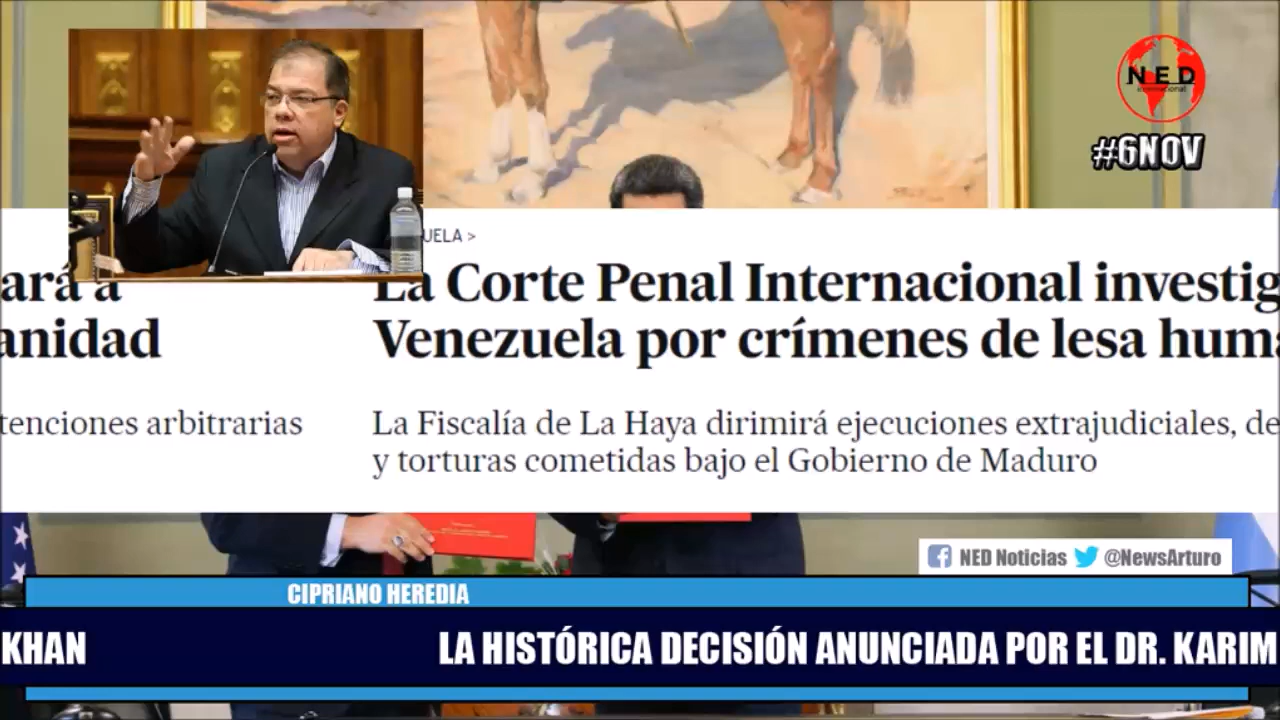 NED
international
#6NOV
UELA >
ará a
La Corte Penal Internacional investig
anidad
Venezuela por crímenes de lesa huma
tenciones arbitrarias
La Fiscalía de La Haya dirimirá ejecuciones extrajudiciales, de
y torturas cometidas bajo el Gobierno de Maduro
NED Noticias @NewsArturo
CIPRIANO HEREDIA
KHAN
LA HISTÓRICA DECISIÓN ANUNCIADA POR EL DR. KARIM